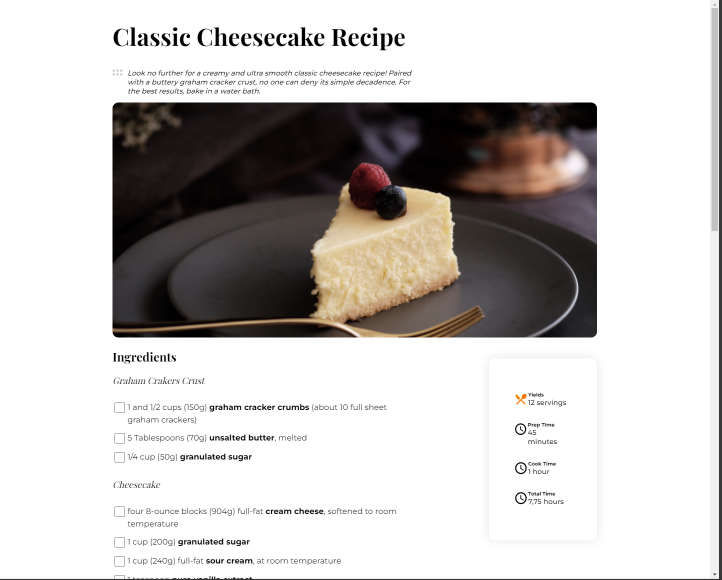 Classic Cheesecake Recipe
Look no further for a creamy and ultra smooth classic cheesecake recipe! Paired
with a buttery graham cracker crust, no one can deny its simple decadence. For
the best results, bake in a water bath.
Ingredients
Graham Crakers Crust
1 and 1/2 cups (150g) graham cracker crumbs (about 10 full sheet
graham crackers)
5 Tablespoons (70g) unsalted butter, melted
1/4 cup (50g) granulated sugar
Cheesecake
four 8-ounce blocks (904g) full-fat cream cheese, softened to room
temperature
1 cup (200g) granulated sugar
1 cup (240g) full-fat sour cream, at room temperature
1 teaspoon pure vanilla extract
Yields
12 servings
Prep Time
45
minutes
Cook Time
1 hour
Total Time
7,75 hours